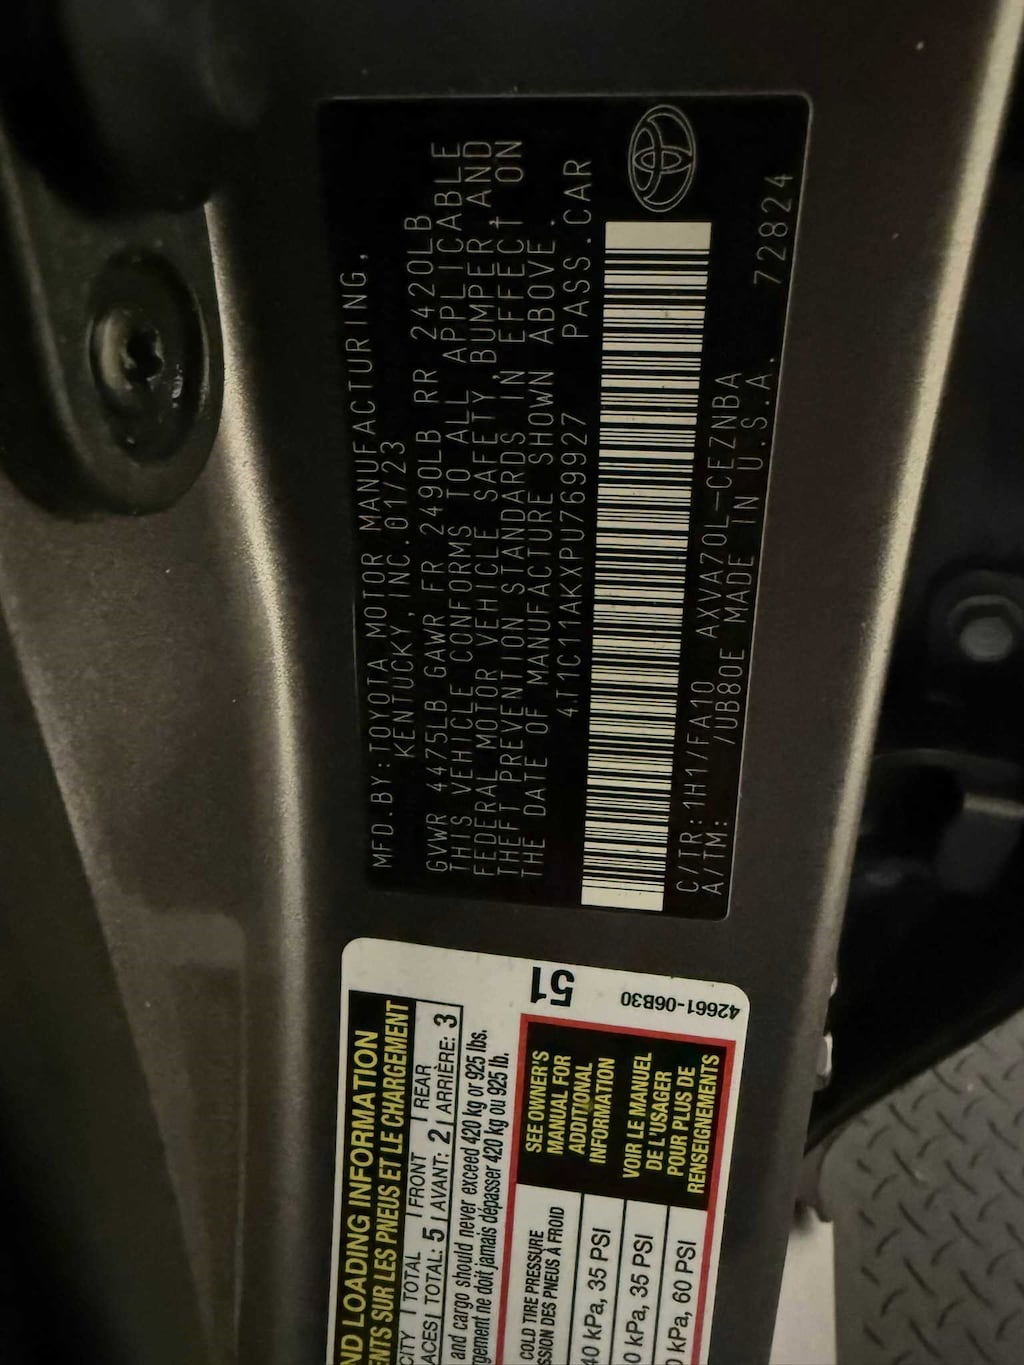 MFD.BY:TOYOTA MOTOR MANUFACTURING,
KENTUCKY, INC. 01/23
GVWR 4475LB GAWR FR 2490LB RR 2420LB
THIS VEHICLE CONFORMS TO ALL APPLICABLE
FEDERAL MOTOR VEHICLE SAFETY, BUMPER, AND
THEFT PREVENTION STANDARDS IN EFFECT ON
THE DATE OF MANUFACTURE SHOWN ABOVE.
4T1C11AKXPU769927 PASS.CAR
C/TR:1H1/FA10 AXVA70L-CEZNBA
A/TM: /UB80E MADE IN U.S.A. 72824
51
42661-06B30
ND LOADING INFORMATION
ENTS SUR LES PNEUS ET LE CHARGEMENT
CITY TOTAL FRONT REAR
ACES TOTAL: 5 AVANT: 2 ARRIÈRE: 3
and cargo should never exceed 420 kg or 925 lbs.
rgement ne doit jamais dépasser 420 kg ou 925 lb.
COLD TIRE PRESSURE
SSION DES PNEUS À FROID
40 kPa, 35 PSI
0 kPa, 35 PSI
0 kPa, 60 PSI
SEE OWNER'S
MANUAL FOR
ADDITIONAL
INFORMATION
VOIR LE MANUEL
DE L'USAGER
POUR PLUS DE
RENSEIGNEMENTS